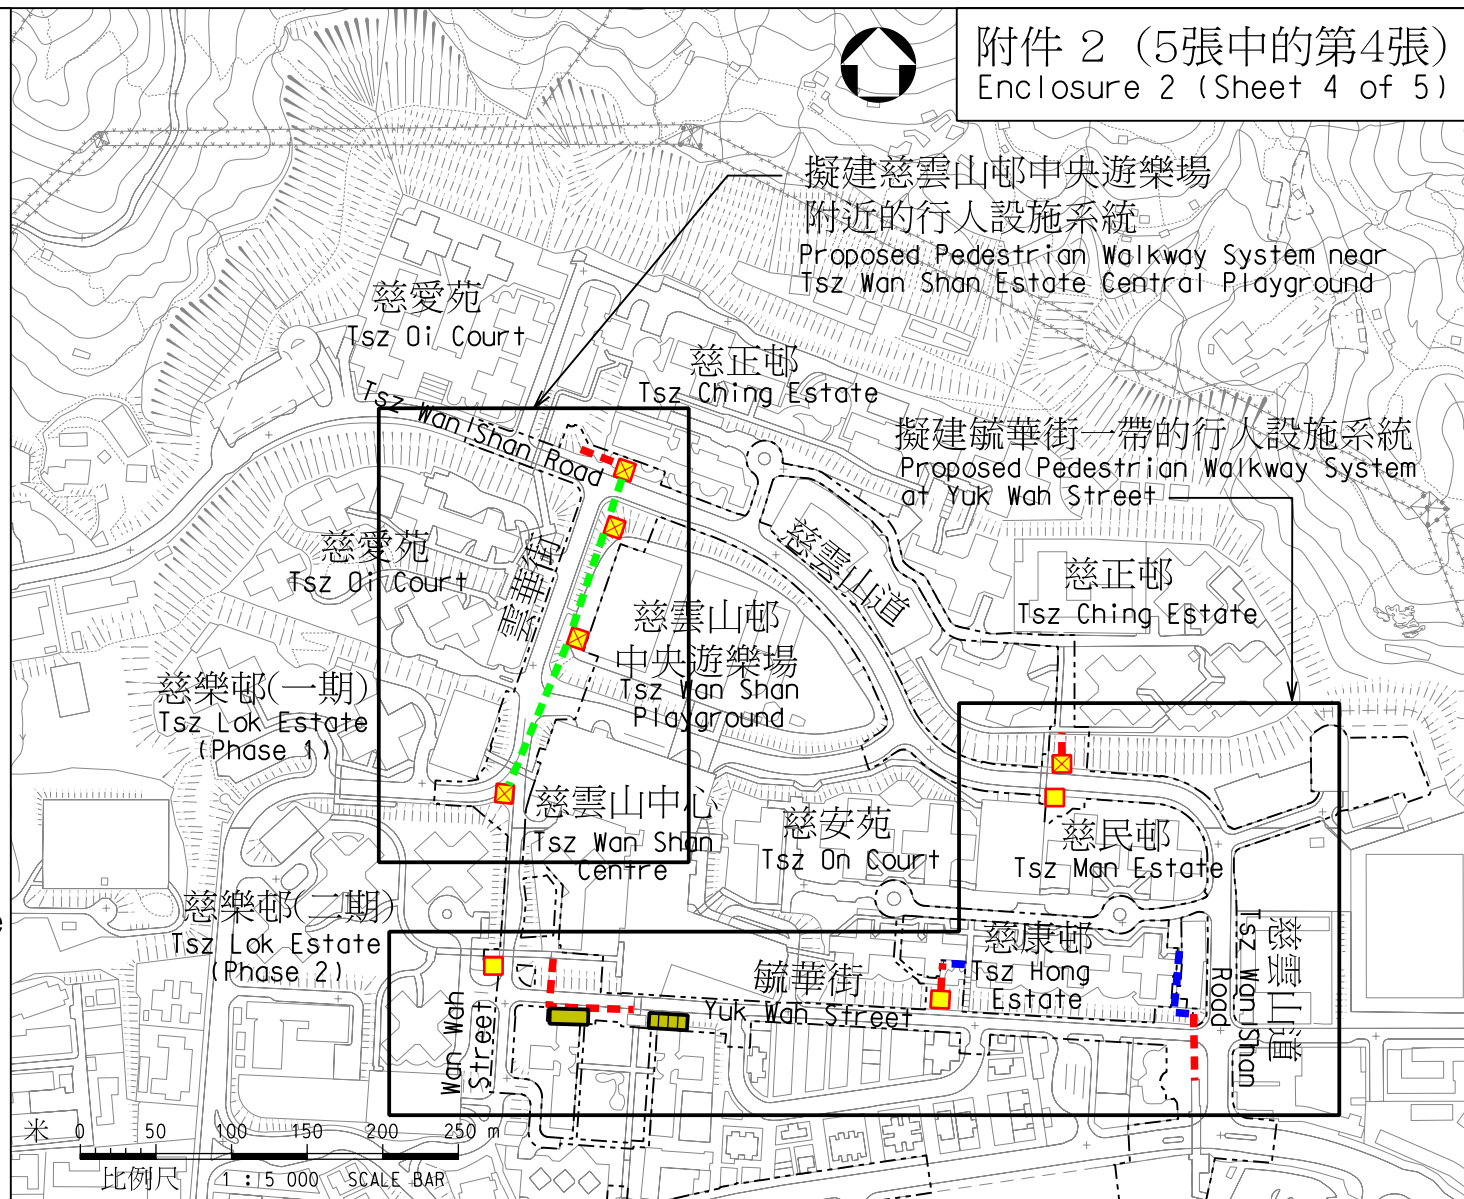 附件 2 (5張中的第4張)
Enclosure 2 (Sheet 4 of 5)
擬建慈雲山邨中央遊樂場
附近的行人設施系統
Proposed Pedestrian Walkway System near
Tsz Wan Shan Estate Central Playground
慈愛苑
Tsz Oi Court
慈正邨
Tsz Ching Estate
Tsz Wan Shan Road
擬建毓華街一帶的行人設施系統
Proposed Pedestrian Walkway System
at Yuk Wah Street
慈愛苑
Tsz Oi Court
雲華街
慈雲山道
慈正邨
Tsz Ching Estate
慈雲山邨
中央遊樂場
Tsz Wan Shan
Playground
慈樂邨(一期)
Tsz Lok Estate
(Phase 1)
慈雲山中心
Tsz Wan Shan
Centre
慈安苑
Tsz On Court
慈民邨
Tsz Man Estate
慈樂邨(二期)
Tsz Lok Estate
(Phase 2)
毓華街
Yuk Wah Street
慈康邨
Tsz Hong
Estate
Tsz Wan Shan
Road
慈雲山道
Wan Wah
Street
米 0 50 100 150 200 250 m
比例尺 1 : 5 000 SCALE BAR